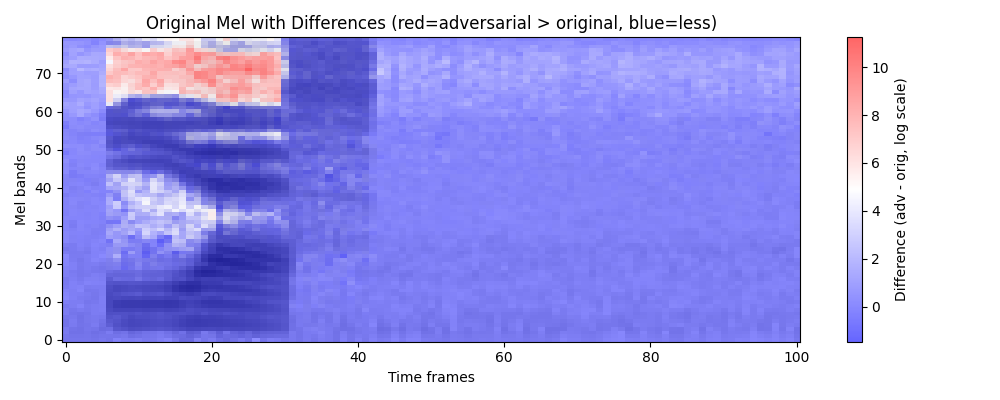 Original Mel with Differences (red=adversarial > original, blue=less)
Mel bands
70
60
50
40
30
20
10
0
0 20 40 60 80 100
Time frames
10
8
6
4
2
0
Difference (adv - orig, log scale)